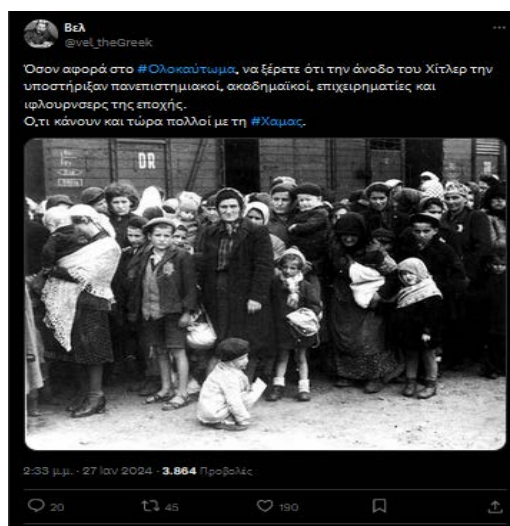 Βελ
@vel_theGreek
Όσον αφορά στο #Ολοκαύτωμα, να ξέρετε ότι την άνοδο του Χίτλερ την
υποστήριξαν πανεπιστημιακοί, ακαδημαϊκοί, επιχειρηματίες και
ιφλουρνσερς της εποχής.
Ο,τι κάνουν και τώρα πολλοί με τη #Χαμας.
DR
2:33 μ.μ. · 27 Ιαν 2024 · 3.864 Προβολές
20 45 190